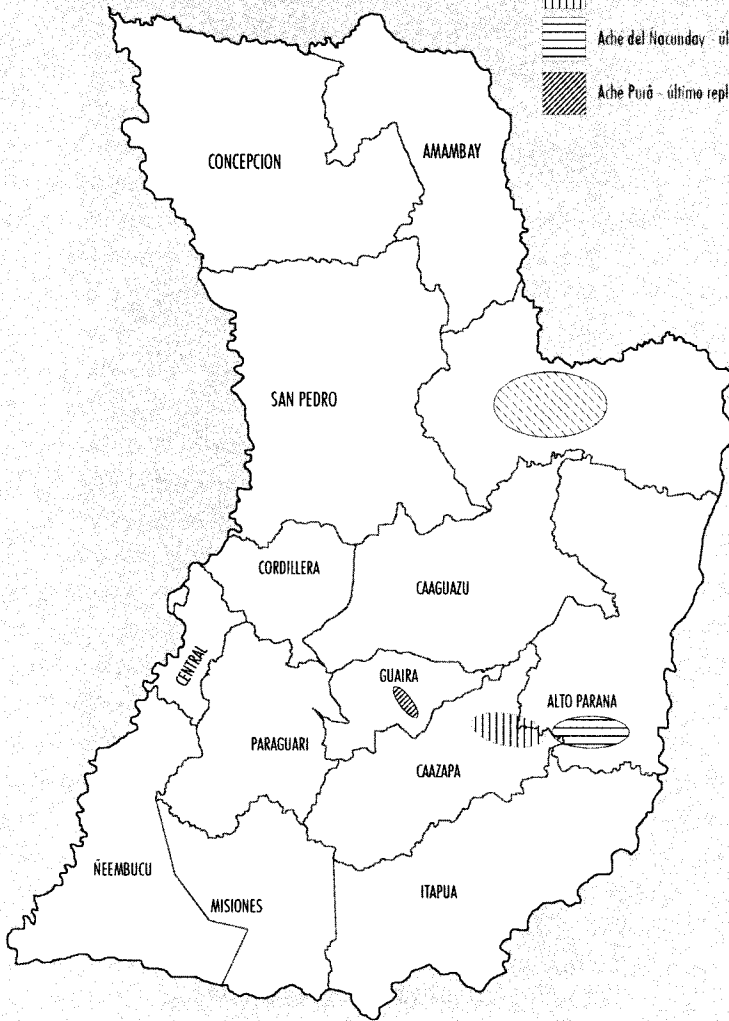 Ache del Nacunday - úl
Ache Purá - último repl
CONCEPCION
AMAMBAY
SAN PEDRO
CORDILLERA
CAAGUAZU
CENTRAL
GUAIRA
ALTO PARANA
PARAGUARI
CAAZAPA
ÑEEMBUCU
MISIONES
ITAPUA